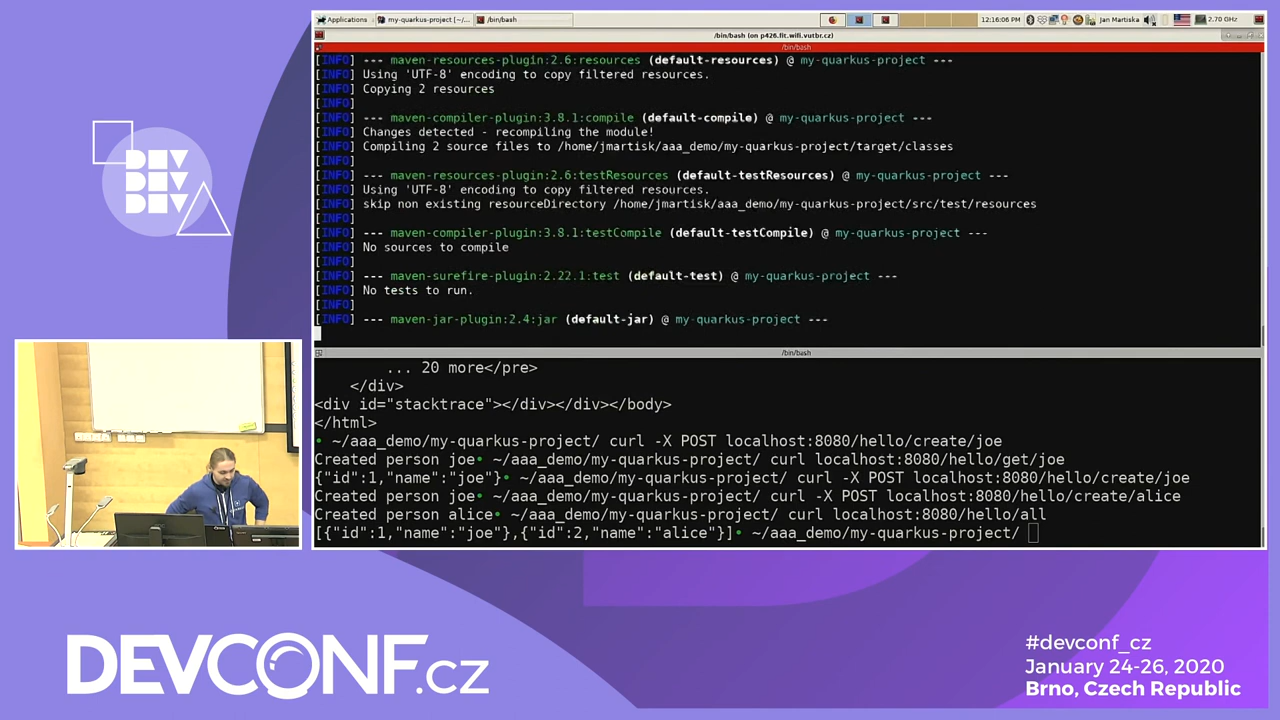 Applications
my-quarkus-project [~/...
/bin/bash
12:16:06 PM
Jan Martiska
2.70 GHz
/bin/bash (on p426.fit.wifi.vutbr.cz)
/bin/bash
[INFO] --- maven-resources-plugin:2.6:resources (default-resources) @ my-quarkus-project ---
[INFO] Using 'UTF-8' encoding to copy filtered resources.
[INFO] Copying 2 resources
[INFO]
[INFO] --- maven-compiler-plugin:3.8.1:compile (default-compile) @ my-quarkus-project ---
[INFO] Changes detected - recompiling the module!
[INFO] Compiling 2 source files to /home/jmartisk/aaa_demo/my-quarkus-project/target/classes
[INFO]
[INFO] --- maven-resources-plugin:2.6:testResources (default-testResources) @ my-quarkus-project ---
[INFO] Using 'UTF-8' encoding to copy filtered resources.
[INFO] skip non existing resourceDirectory /home/jmartisk/aaa_demo/my-quarkus-project/src/test/resources
[INFO]
[INFO] --- maven-compiler-plugin:3.8.1:testCompile (default-testCompile) @ my-quarkus-project ---
[INFO] No sources to compile
[INFO]
[INFO] --- maven-surefire-plugin:2.22.1:test (default-test) @ my-quarkus-project ---
[INFO] No tests to run.
[INFO]
[INFO] --- maven-jar-plugin:2.4:jar (default-jar) @ my-quarkus-project ---
/bin/bash
... 20 more</pre>
</div>
<div id="stacktrace"></div></div></body>
</html>
• ~/aaa_demo/my-quarkus-project/ curl -X POST localhost:8080/hello/create/joe
Created person joe• ~/aaa_demo/my-quarkus-project/ curl localhost:8080/hello/get/joe
{"id":1,"name":"joe"}• ~/aaa_demo/my-quarkus-project/ curl -X POST localhost:8080/hello/create/joe
Created person joe• ~/aaa_demo/my-quarkus-project/ curl -X POST localhost:8080/hello/create/alice
Created person alice• ~/aaa_demo/my-quarkus-project/ curl localhost:8080/hello/all
[{"id":1,"name":"joe"},{"id":2,"name":"alice"}]• ~/aaa_demo/my-quarkus-project/
DEV
DEV
DEV
DEVCONF.cz
#devconf_cz
January 24-26, 2020
Brno, Czech Republic